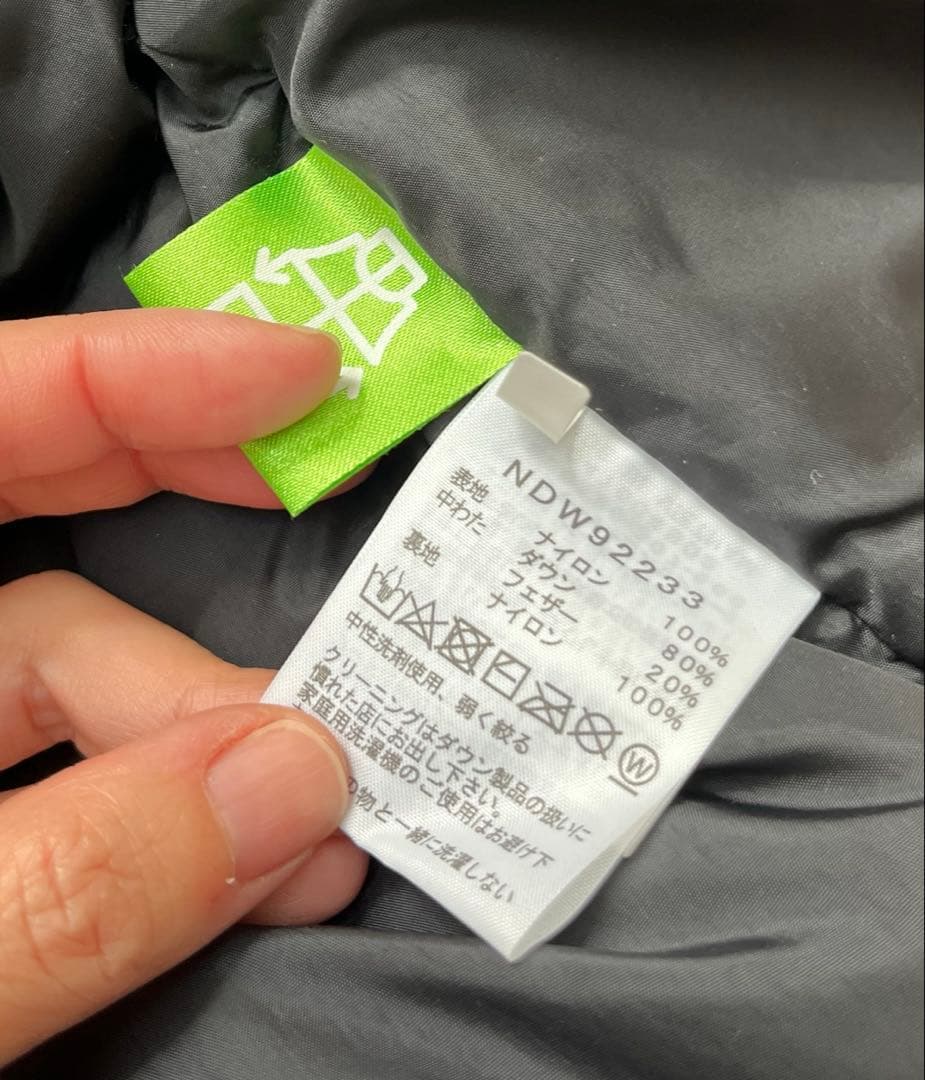 NDW92233
表地 ナイロン 100%
中わた ダウン 80%
フェザー 20%
裏地 ナイロン 100%
W
中性洗剤使用、弱く絞る
クリーニングはダウン製品の扱いに
慣れた店にお出し下さい。
家庭用洗濯機のご使用はお避け下
の物と一緒に洗濯しない